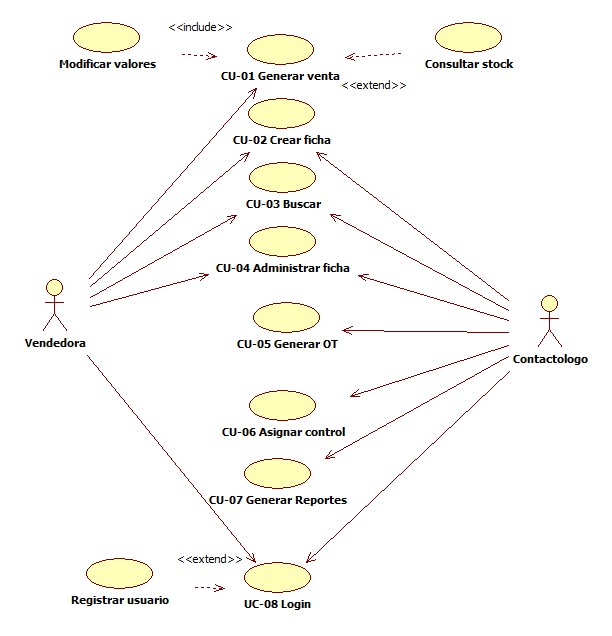 <<include>>
Modificar valores
CU-01 Generar venta
Consultar stock
<<extend>>
CU-02 Crear ficha
CU-03 Buscar
CU-04 Administrar ficha
Vendedora
CU-05 Generar OT
Contactologo
CU-06 Asignar control
CU-07 Generar Reportes
<<extend>>
Registrar usuario
UC-08 Login